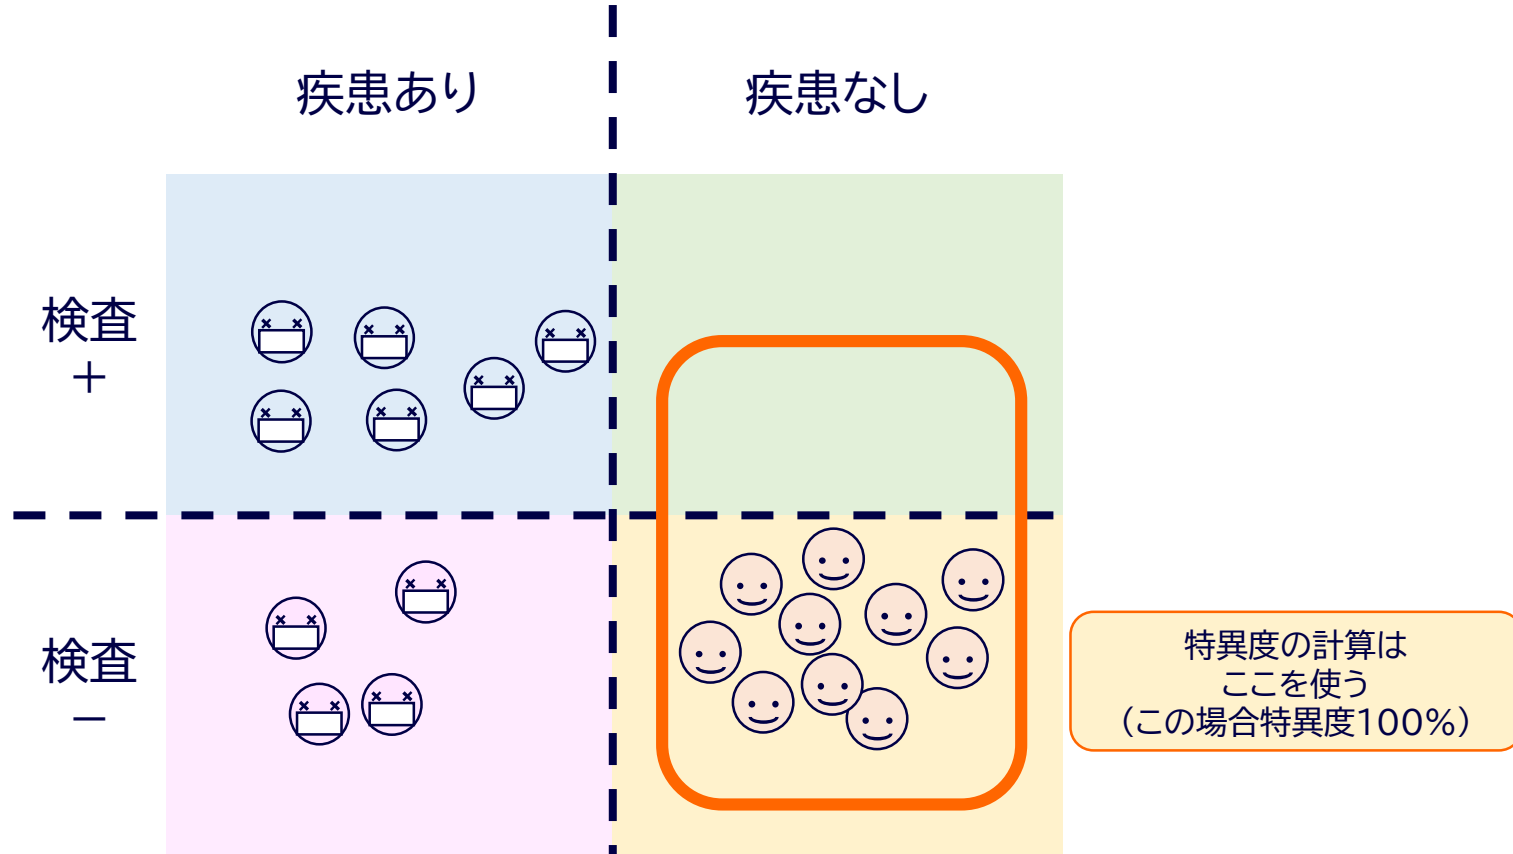 疾患あり
疾患なし
検査
＋
検査
－
特異度の計算は
ここを使う
（この場合特異度100%）